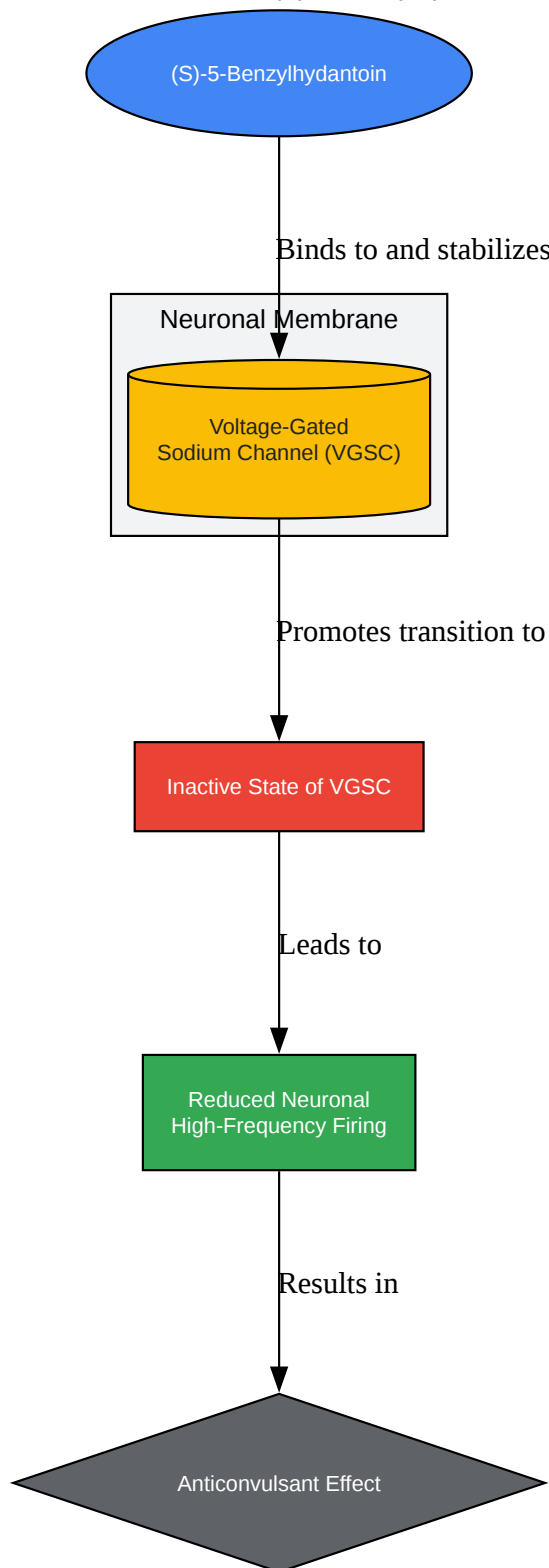 (S)-5-Benzylhydantoin
Binds to and stabilizes
Neuronal Membrane
Voltage-Gated
Sodium Channel (VGSC)
Promotes transition to
Inactive State of VGSC
Leads to
Reduced Neuronal
High-Frequency Firing
Results in
Anticonvulsant Effect